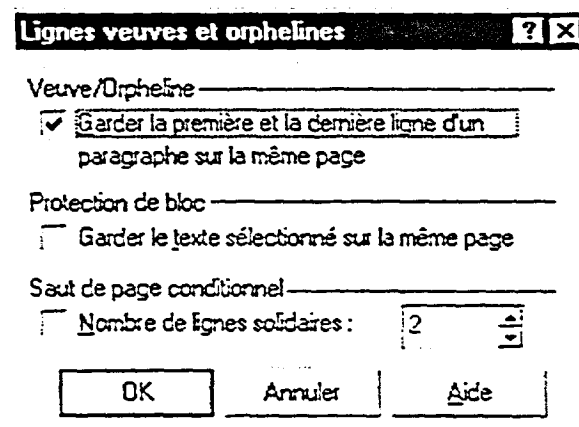 Lignes veuves et orphelines
Veuve/Orpheline
Garder la première et la dernière ligne d'un
paragraphe sur la même page
Protection de bloc
Garder le texte sélectionné sur la même page
Saut de page conditionnel
Nombre de lignes solidaires : 2
OK Annuler Aide